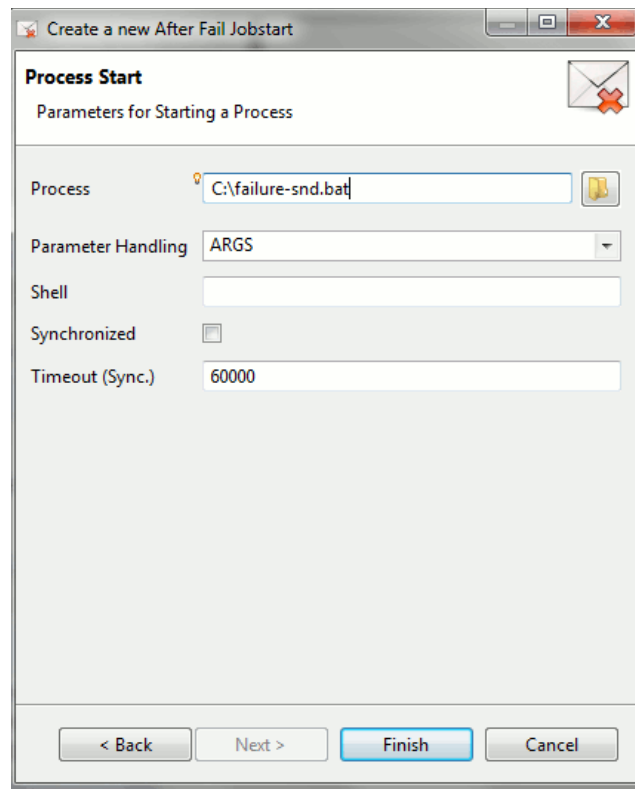 Create a new After Fail Jobstart
Process Start
Parameters for Starting a Process
Process C:\failure-snd.bat
Parameter Handling ARGS
Shell
Synchronized
Timeout (Sync.) 60000
< Back Next > Finish Cancel